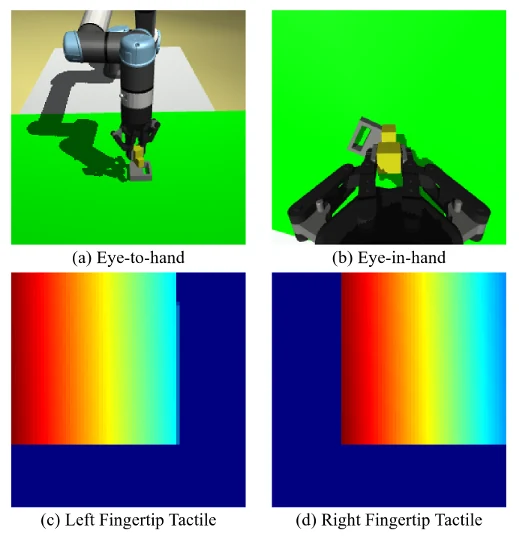 (a) Eye-to-hand
(b) Eye-in-hand
(c) Left Fingertip Tactile
(d) Right Fingertip Tactile